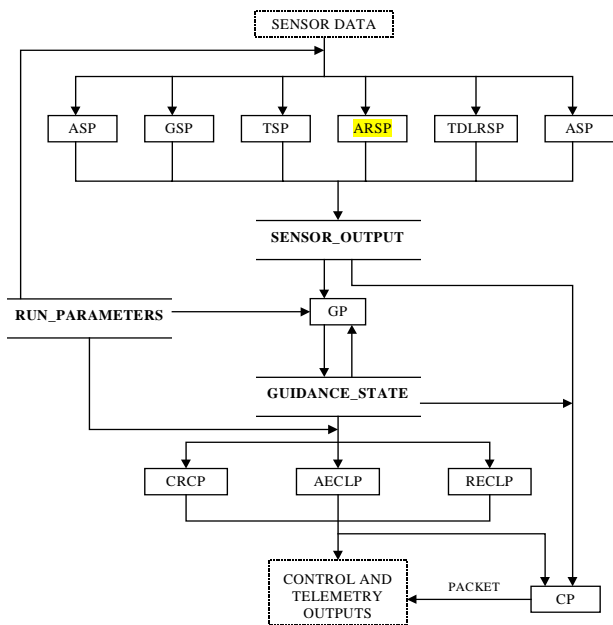 SENSOR DATA
ASP
GSP
TSP
ARSP
TDLRSP
ASP
SENSOR_OUTPUT
RUN_PARAMETERS
GP
GUIDANCE_STATE
CRCP
AECLP
RECLP
CONTROL AND
TELEMETRY
OUTPUTS
PACKET
CP